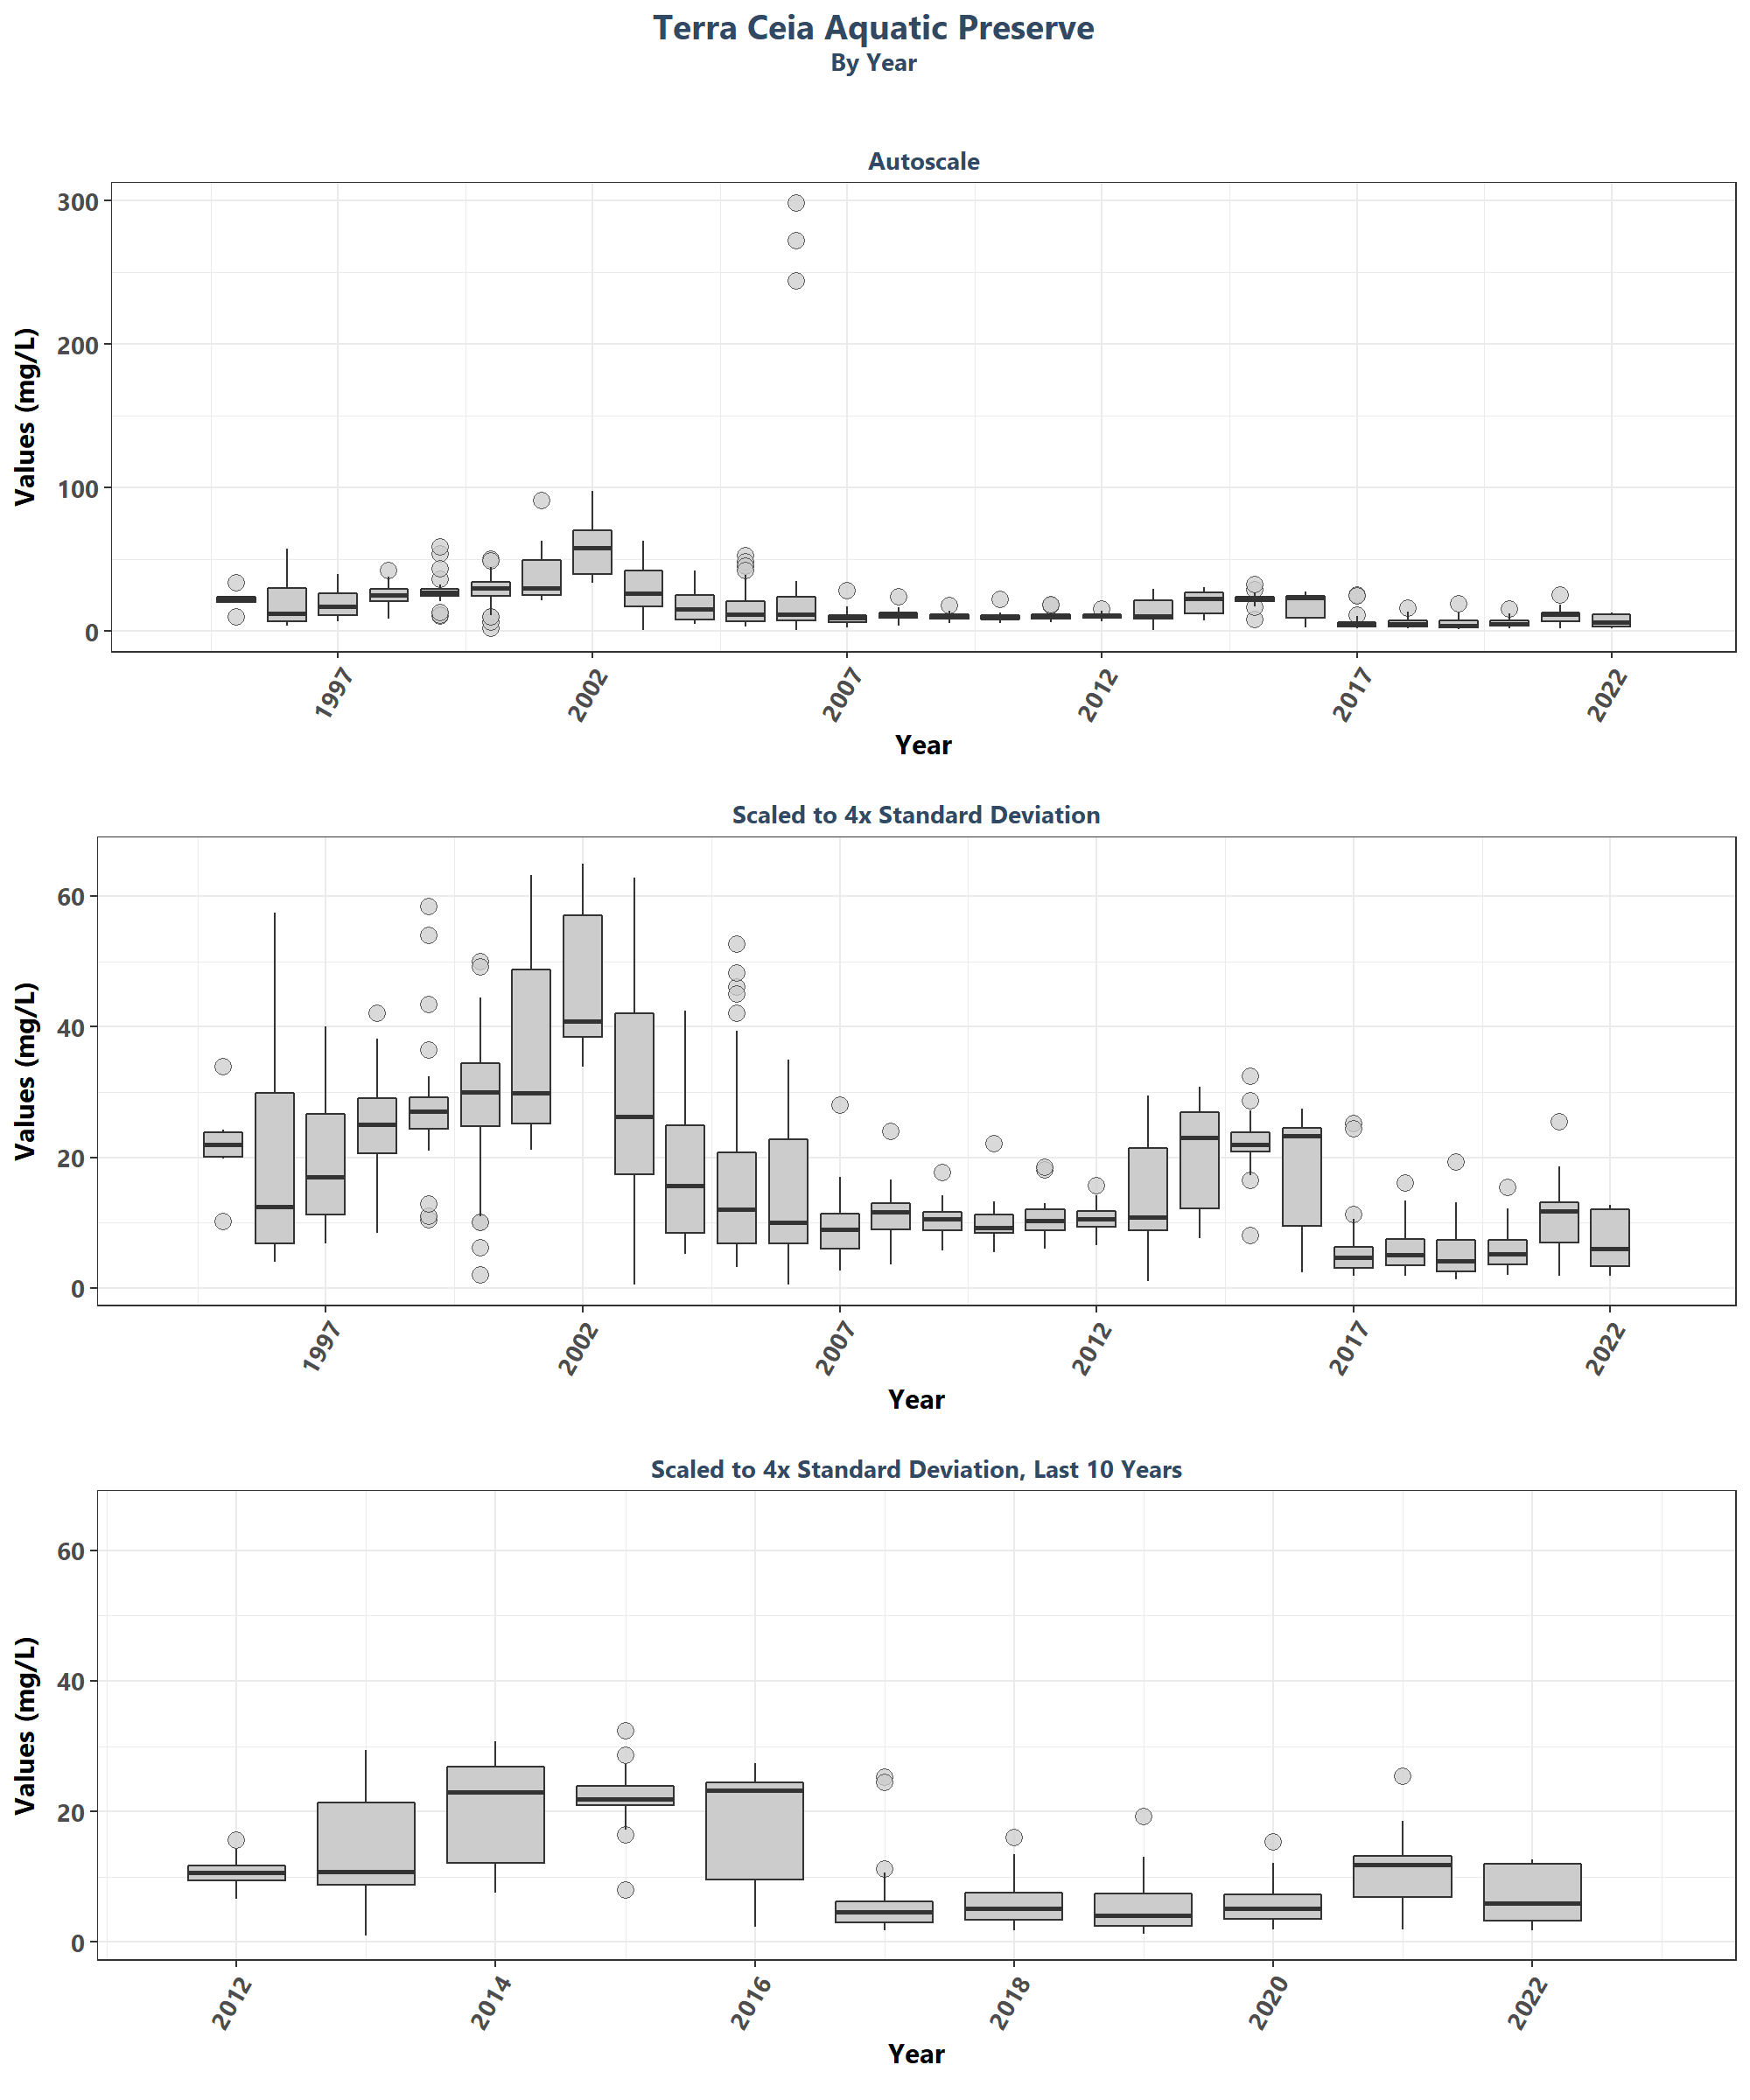 Terra Ceia Aquatic Preserve
By Year
Autoscale
Values (mg/L)
300
200
100
0
1997
2002
2007
2012
2017
2022
Year
Scaled to 4x Standard Deviation
Values (mg/L)
60
40
20
0
1997
2002
2007
2012
2017
2022
Year
Scaled to 4x Standard Deviation, Last 10 Years
Values (mg/L)
60
40
20
0
2012
2014
2016
2018
2020
2022
Year